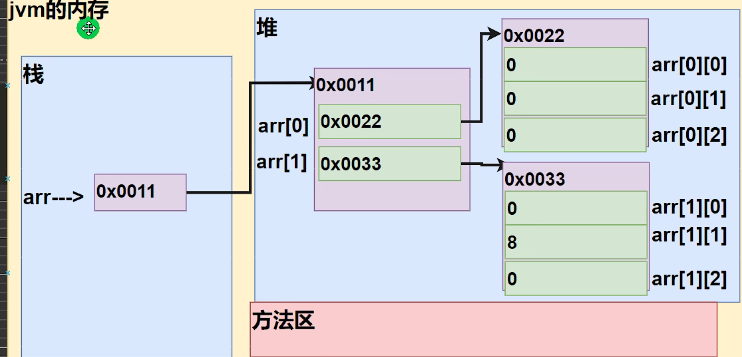 jvm的内存
栈
arr--->
0x0011
堆
0x0011
arr[0]
0x0022
arr[1]
0x0033
0x0022
0
arr[0][0]
0
arr[0][1]
0
arr[0][2]
0x0033
0
arr[1][0]
8
arr[1][1]
0
arr[1][2]
方法区